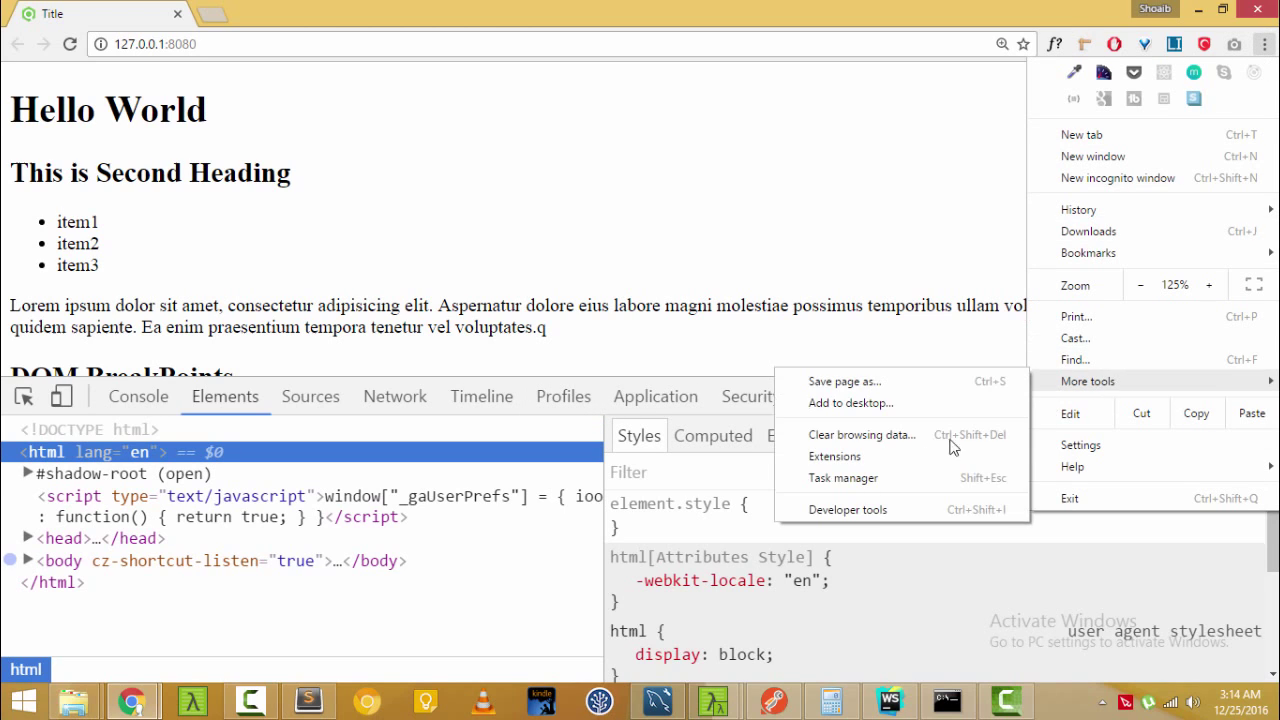 Title
Shoaib
127.0.0.1:8080
f?
Hello World
This is Second Heading
item1
item2
item3
Lorem ipsum dolor sit amet, consectetur adipisicing elit. Aspernatur dolore eius labore magni molestiae possimus temporibus ullam vol
quidem sapiente. Ea enim praesentium tempora tenetur vel voluptates.q
DOM BreakPoints
New tab Ctrl+T
New window Ctrl+N
New incognito window Ctrl+Shift+N
History
Downloads Ctrl+J
Bookmarks
Zoom - 125% +
Print... Ctrl+P
Cast...
Find... Ctrl+F
More tools
Edit Cut Copy Paste
Settings
Help
Exit Ctrl+Shift+Q
Save page as... Ctrl+S
Add to desktop...
Clear browsing data... Ctrl+Shift+Del
Extensions
Task manager Shift+Esc
Developer tools Ctrl+Shift+I
Console Elements Sources Network Timeline Profiles Application Securit
<!DOCTYPE html>
<html lang="en"> == $0
#shadow-root (open)
<script type="text/javascript">window["_gaUserPrefs"] = { ioo
: function() { return true; } }</script>
<head>…</head>
<body cz-shortcut-listen="true">…</body>
</html>
html
Styles Computed E
Filter
element.style {
}
html[Attributes Style] {
-webkit-locale: "en";
}
html { user agent stylesheet
display: block;
}
Activate Windows
Go to PC settings to activate Windows.
3:14 AM
12/25/2016